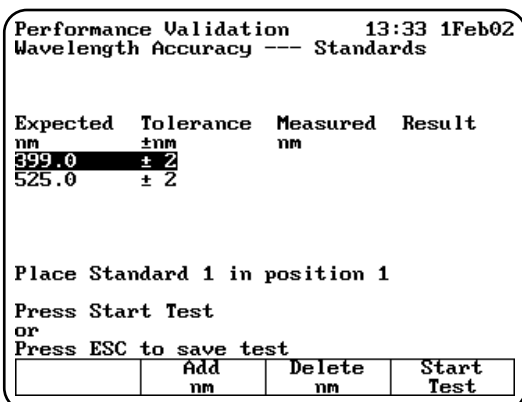 Performance Validation 13:33 1Feb02
Wavelength Accuracy --- Standards
Expected Tolerance Measured Result
nm ±nm nm
399.0 ± 2
525.0 ± 2
Place Standard 1 in position 1
Press Start Test
or
Press ESC to save test
Add Delete Start
nm nm Test